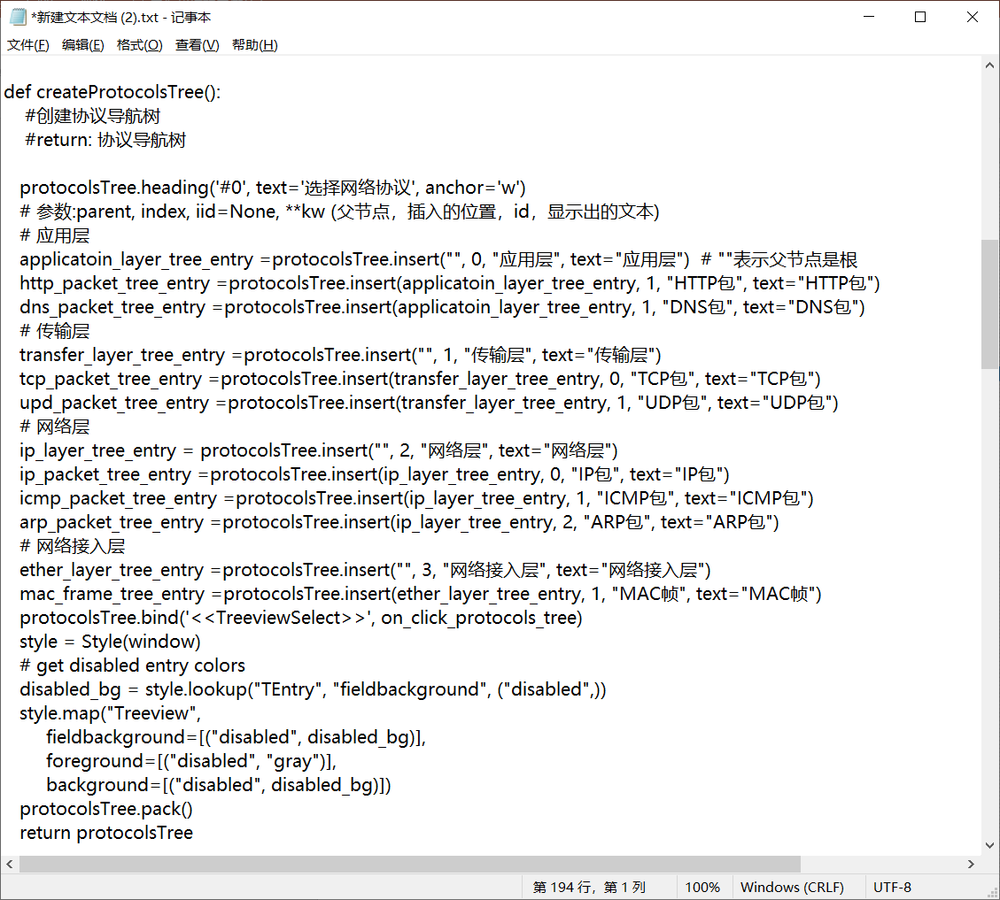 *新建文本文档 (2).txt - 记事本
文件(F) 编辑(E) 格式(O) 查看(V) 帮助(H)
def createProtocolsTree():
    #创建协议导航树
    #return: 协议导航树
   protocolsTree.heading('#0', text='选择网络协议', anchor='w')
   # 参数:parent, index, iid=None, **kw (父节点，插入的位置，id，显示出的文本)
   # 应用层
   applicatoin_layer_tree_entry =protocolsTree.insert("", 0, "应用层", text="应用层")  # ""表示父节点是根
   http_packet_tree_entry =protocolsTree.insert(applicatoin_layer_tree_entry, 1, "HTTP包", text="HTTP包")
   dns_packet_tree_entry =protocolsTree.insert(applicatoin_layer_tree_entry, 1, "DNS包", text="DNS包")
   # 传输层
   transfer_layer_tree_entry =protocolsTree.insert("", 1, "传输层", text="传输层")
   tcp_packet_tree_entry =protocolsTree.insert(transfer_layer_tree_entry, 0, "TCP包", text="TCP包")
   upd_packet_tree_entry =protocolsTree.insert(transfer_layer_tree_entry, 1, "UDP包", text="UDP包")
   # 网络层
   ip_layer_tree_entry = protocolsTree.insert("", 2, "网络层", text="网络层")
   ip_packet_tree_entry =protocolsTree.insert(ip_layer_tree_entry, 0, "IP包", text="IP包")
   icmp_packet_tree_entry =protocolsTree.insert(ip_layer_tree_entry, 1, "ICMP包", text="ICMP包")
   arp_packet_tree_entry =protocolsTree.insert(ip_layer_tree_entry, 2, "ARP包", text="ARP包")
   # 网络接入层
   ether_layer_tree_entry =protocolsTree.insert("", 3, "网络接入层", text="网络接入层")
   mac_frame_tree_entry =protocolsTree.insert(ether_layer_tree_entry, 1, "MAC帧", text="MAC帧")
   protocolsTree.bind('<<TreeviewSelect>>', on_click_protocols_tree)
   style = Style(window)
   # get disabled entry colors
   disabled_bg = style.lookup("TEntry", "fieldbackground", ("disabled",))
   style.map("Treeview",
        fieldbackground=[("disabled", disabled_bg)],
        foreground=[("disabled", "gray")],
        background=[("disabled", disabled_bg)])
   protocolsTree.pack()
   return protocolsTree
第 194 行，第 1 列 100% Windows (CRLF) UTF-8